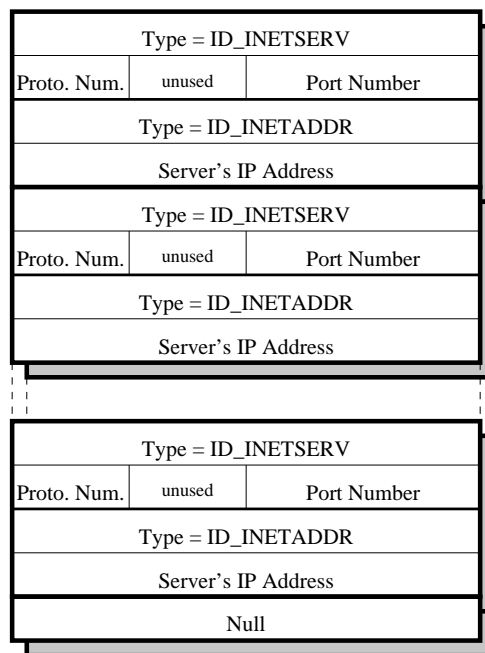 Type = ID_INETSERV
Proto. Num. unused Port Number
Type = ID_INETADDR
Server's IP Address
Type = ID_INETSERV
Proto. Num. unused Port Number
Type = ID_INETADDR
Server's IP Address
Type = ID_INETSERV
Proto. Num. unused Port Number
Type = ID_INETADDR
Server's IP Address
Null